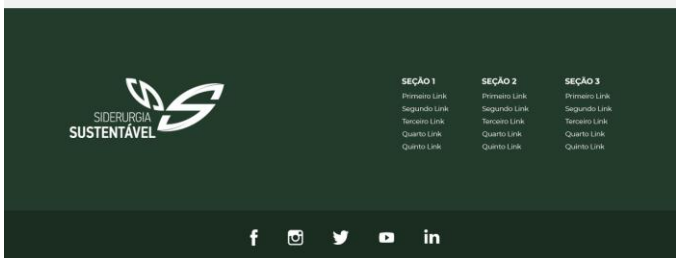 SIDERURGIA
SUSTENTÁVEL
SEÇÃO 1
Primeiro Link
Segundo Link
Terceiro Link
Quarto Link
Quinto Link
SEÇÃO 2
Primeiro Link
Segundo Link
Terceiro Link
Quarto Link
Quinto Link
SEÇÃO 3
Primeiro Link
Segundo Link
Terceiro Link
Quarto Link
Quinto Link